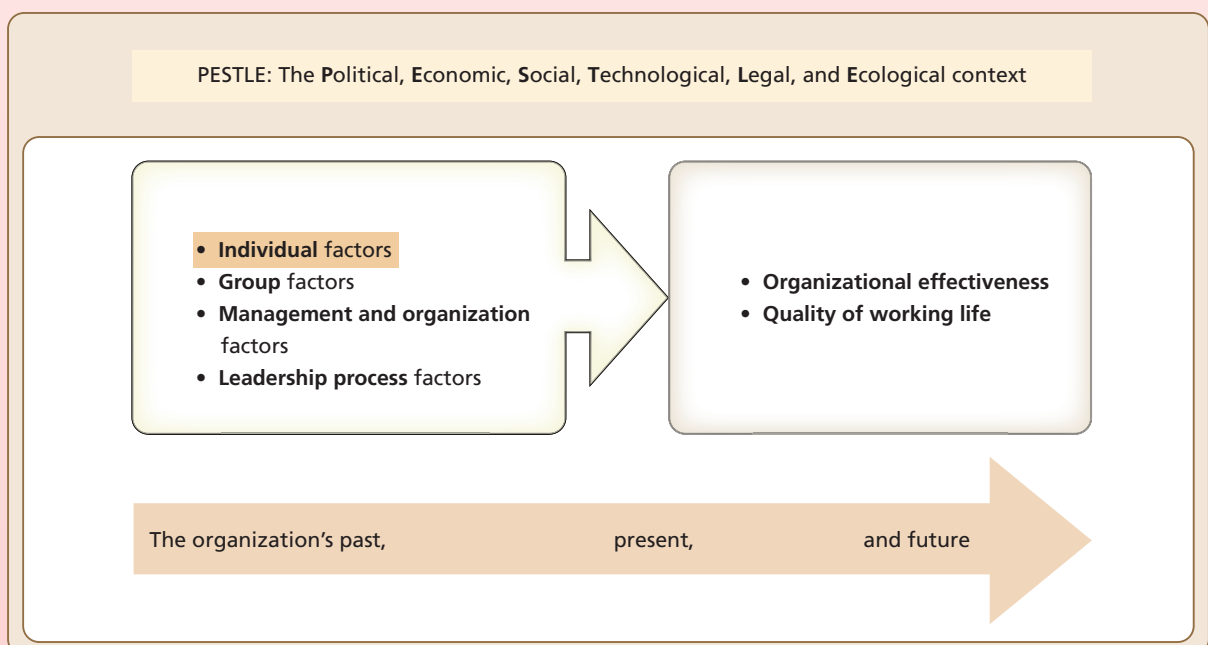 PESTLE: The Political, Economic, Social, Technological, Legal, and Ecological context
• Individual factors
• Group factors
• Management and organization
factors
• Leadership process factors
• Organizational effectiveness
• Quality of working life
The organization’s past, present, and future